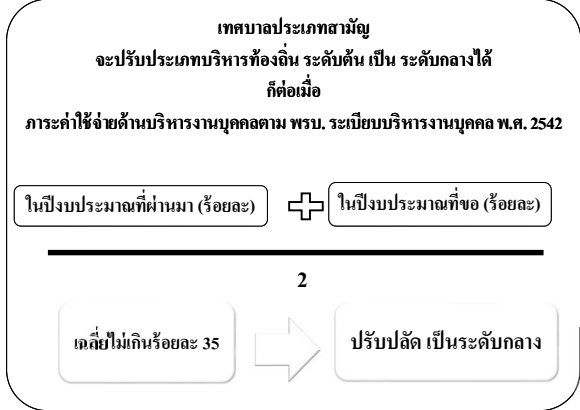 เทศบาลประเภทสามัญ
จะปรับประเภทบริหารท้องถิ่น ระดับต้น เป็น ระดับกลางได้
ก็ต่อเมื่อ
ภาระค่าใช้จ่ายด้านบริหารงานบุคคลตาม พรบ. ระเบียบบริหารงานบุคคล พ.ศ. 2542
ในปีงบประมาณที่ผ่านมา (ร้อยละ)
ในปีงบประมาณที่ขอ (ร้อยละ)
2
เฉลี่ยไม่เกินร้อยละ 35
ปรับปลัด เป็นระดับกลาง